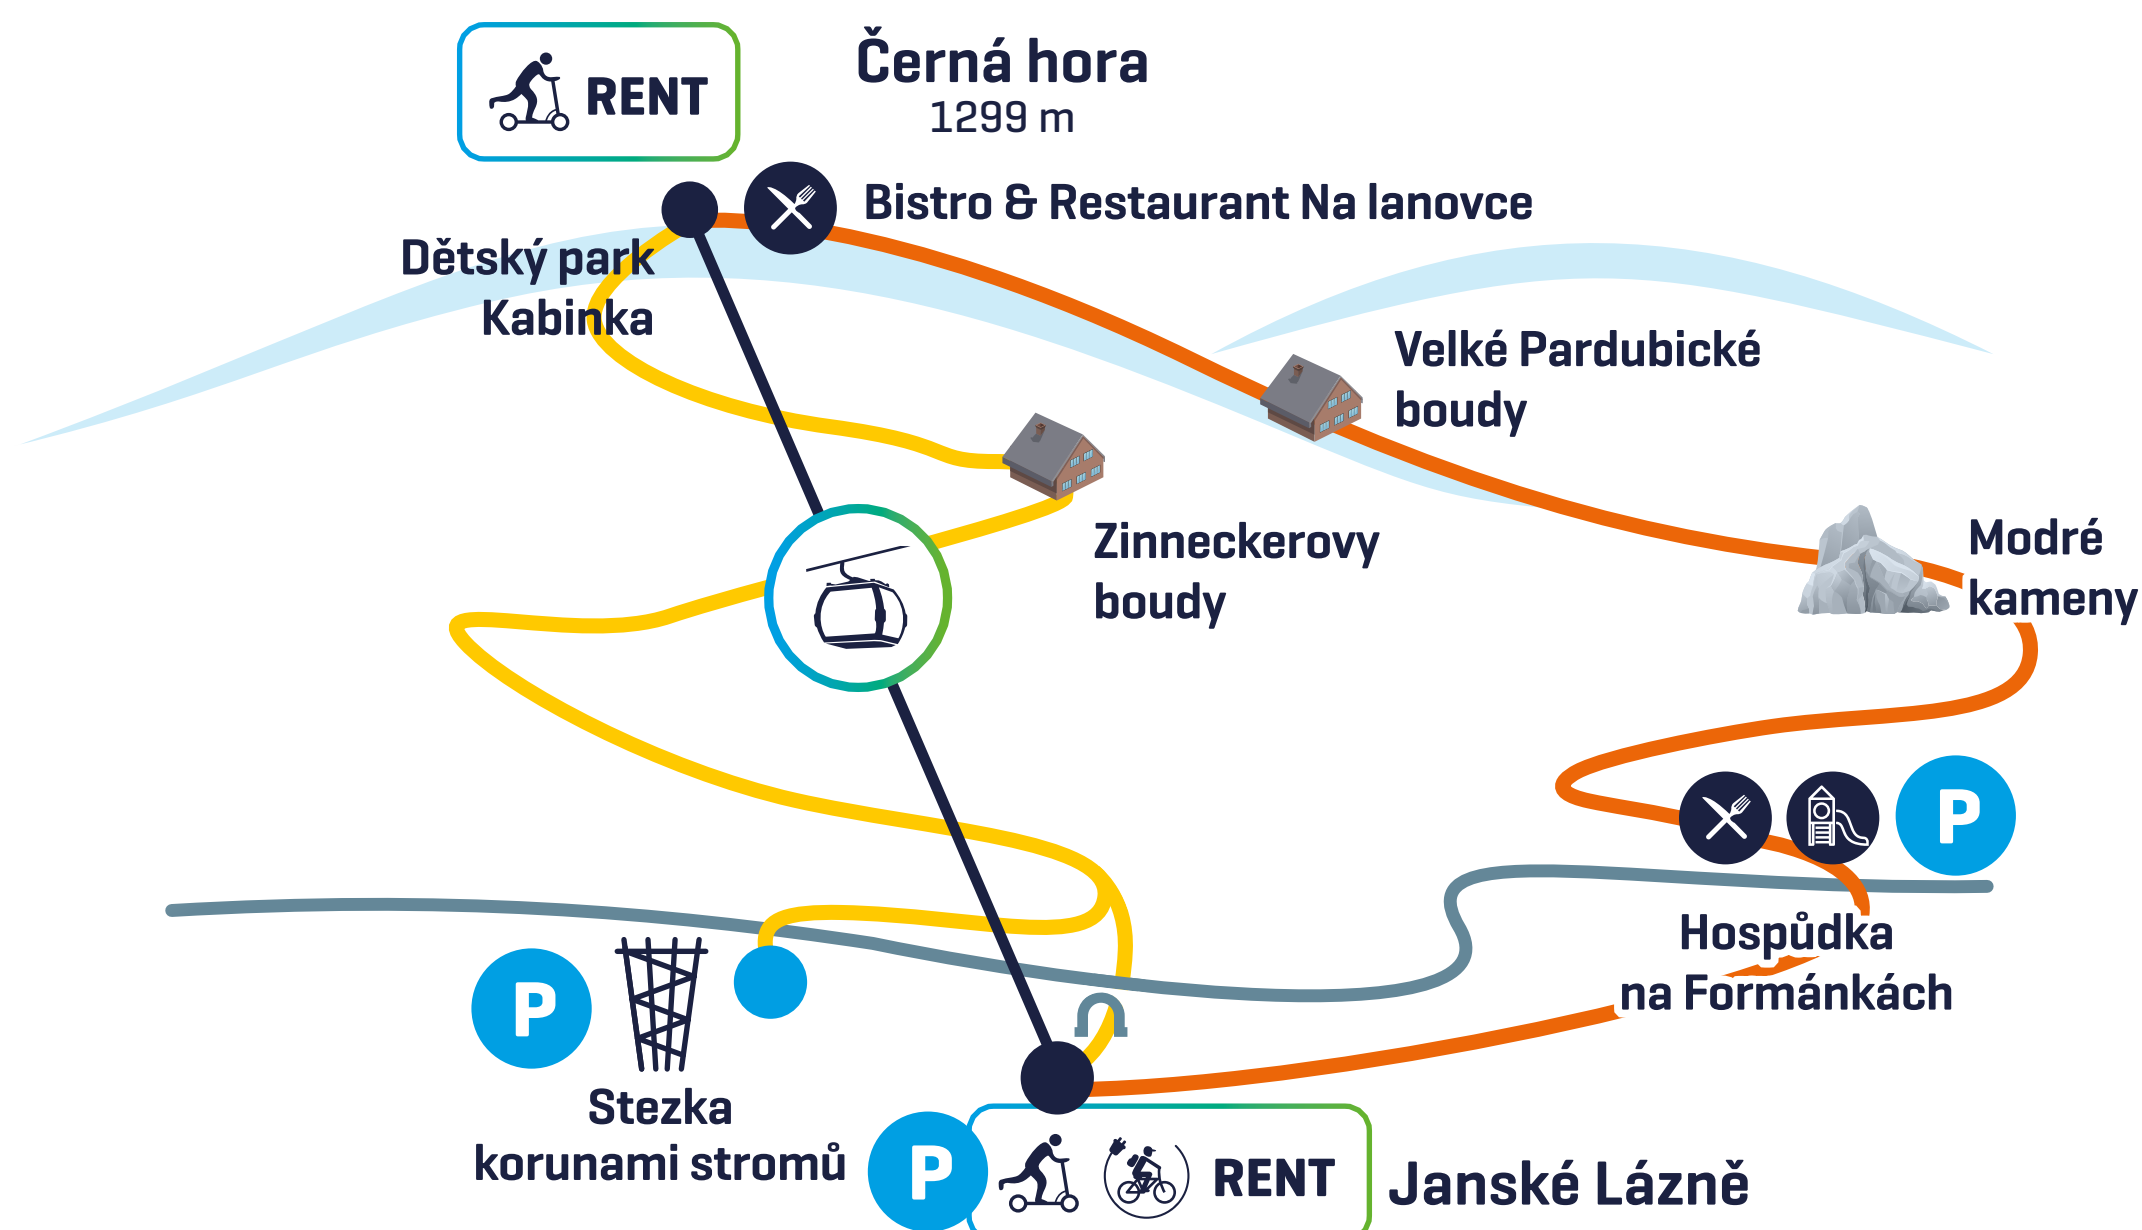 RENT
Černá hora
1299 m
Bistro & Restaurant Na lanovce
Dětský park
Kabinka
Velké Pardubické
boudy
Zinneckerovy
boudy
Modré
kameny
P
Hospůdka
na Formánkách
P
Stezka
korunami stromů
P
RENT
Janské Lázně